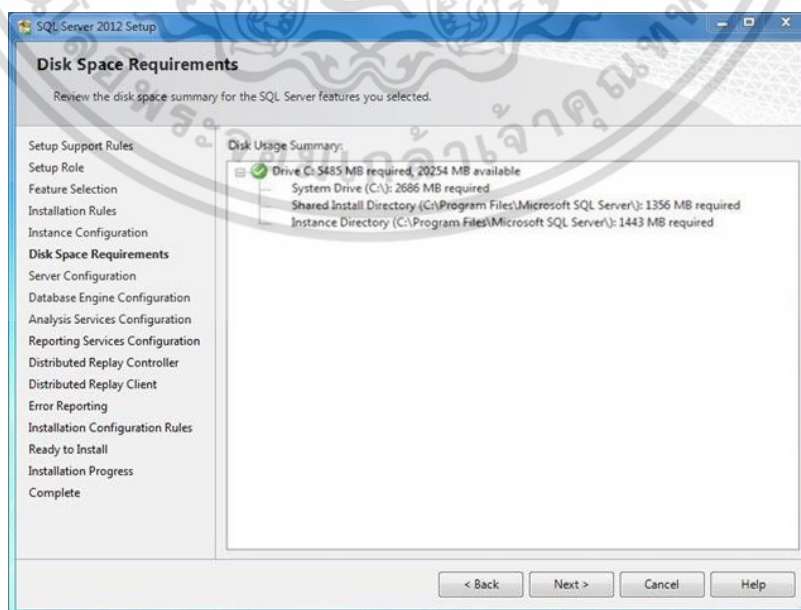 SQL Server 2012 Setup
Disk Space Requirements
Review the disk space summary for the SQL Server features you selected.
Setup Support Rules
Setup Role
Feature Selection
Installation Rules
Instance Configuration
Disk Space Requirements
Server Configuration
Database Engine Configuration
Analysis Services Configuration
Reporting Services Configuration
Distributed Replay Controller
Distributed Replay Client
Error Reporting
Installation Configuration Rules
Ready to Install
Installation Progress
Complete
Disk Usage Summary:
Drive C: 5485 MB required, 20254 MB available
System Drive (C:\): 2686 MB required
Shared Install Directory (C:\Program Files\Microsoft SQL Server\): 1356 MB required
Instance Directory (C:\Program Files\Microsoft SQL Server\): 1443 MB required
< Back
Next >
Cancel
Help